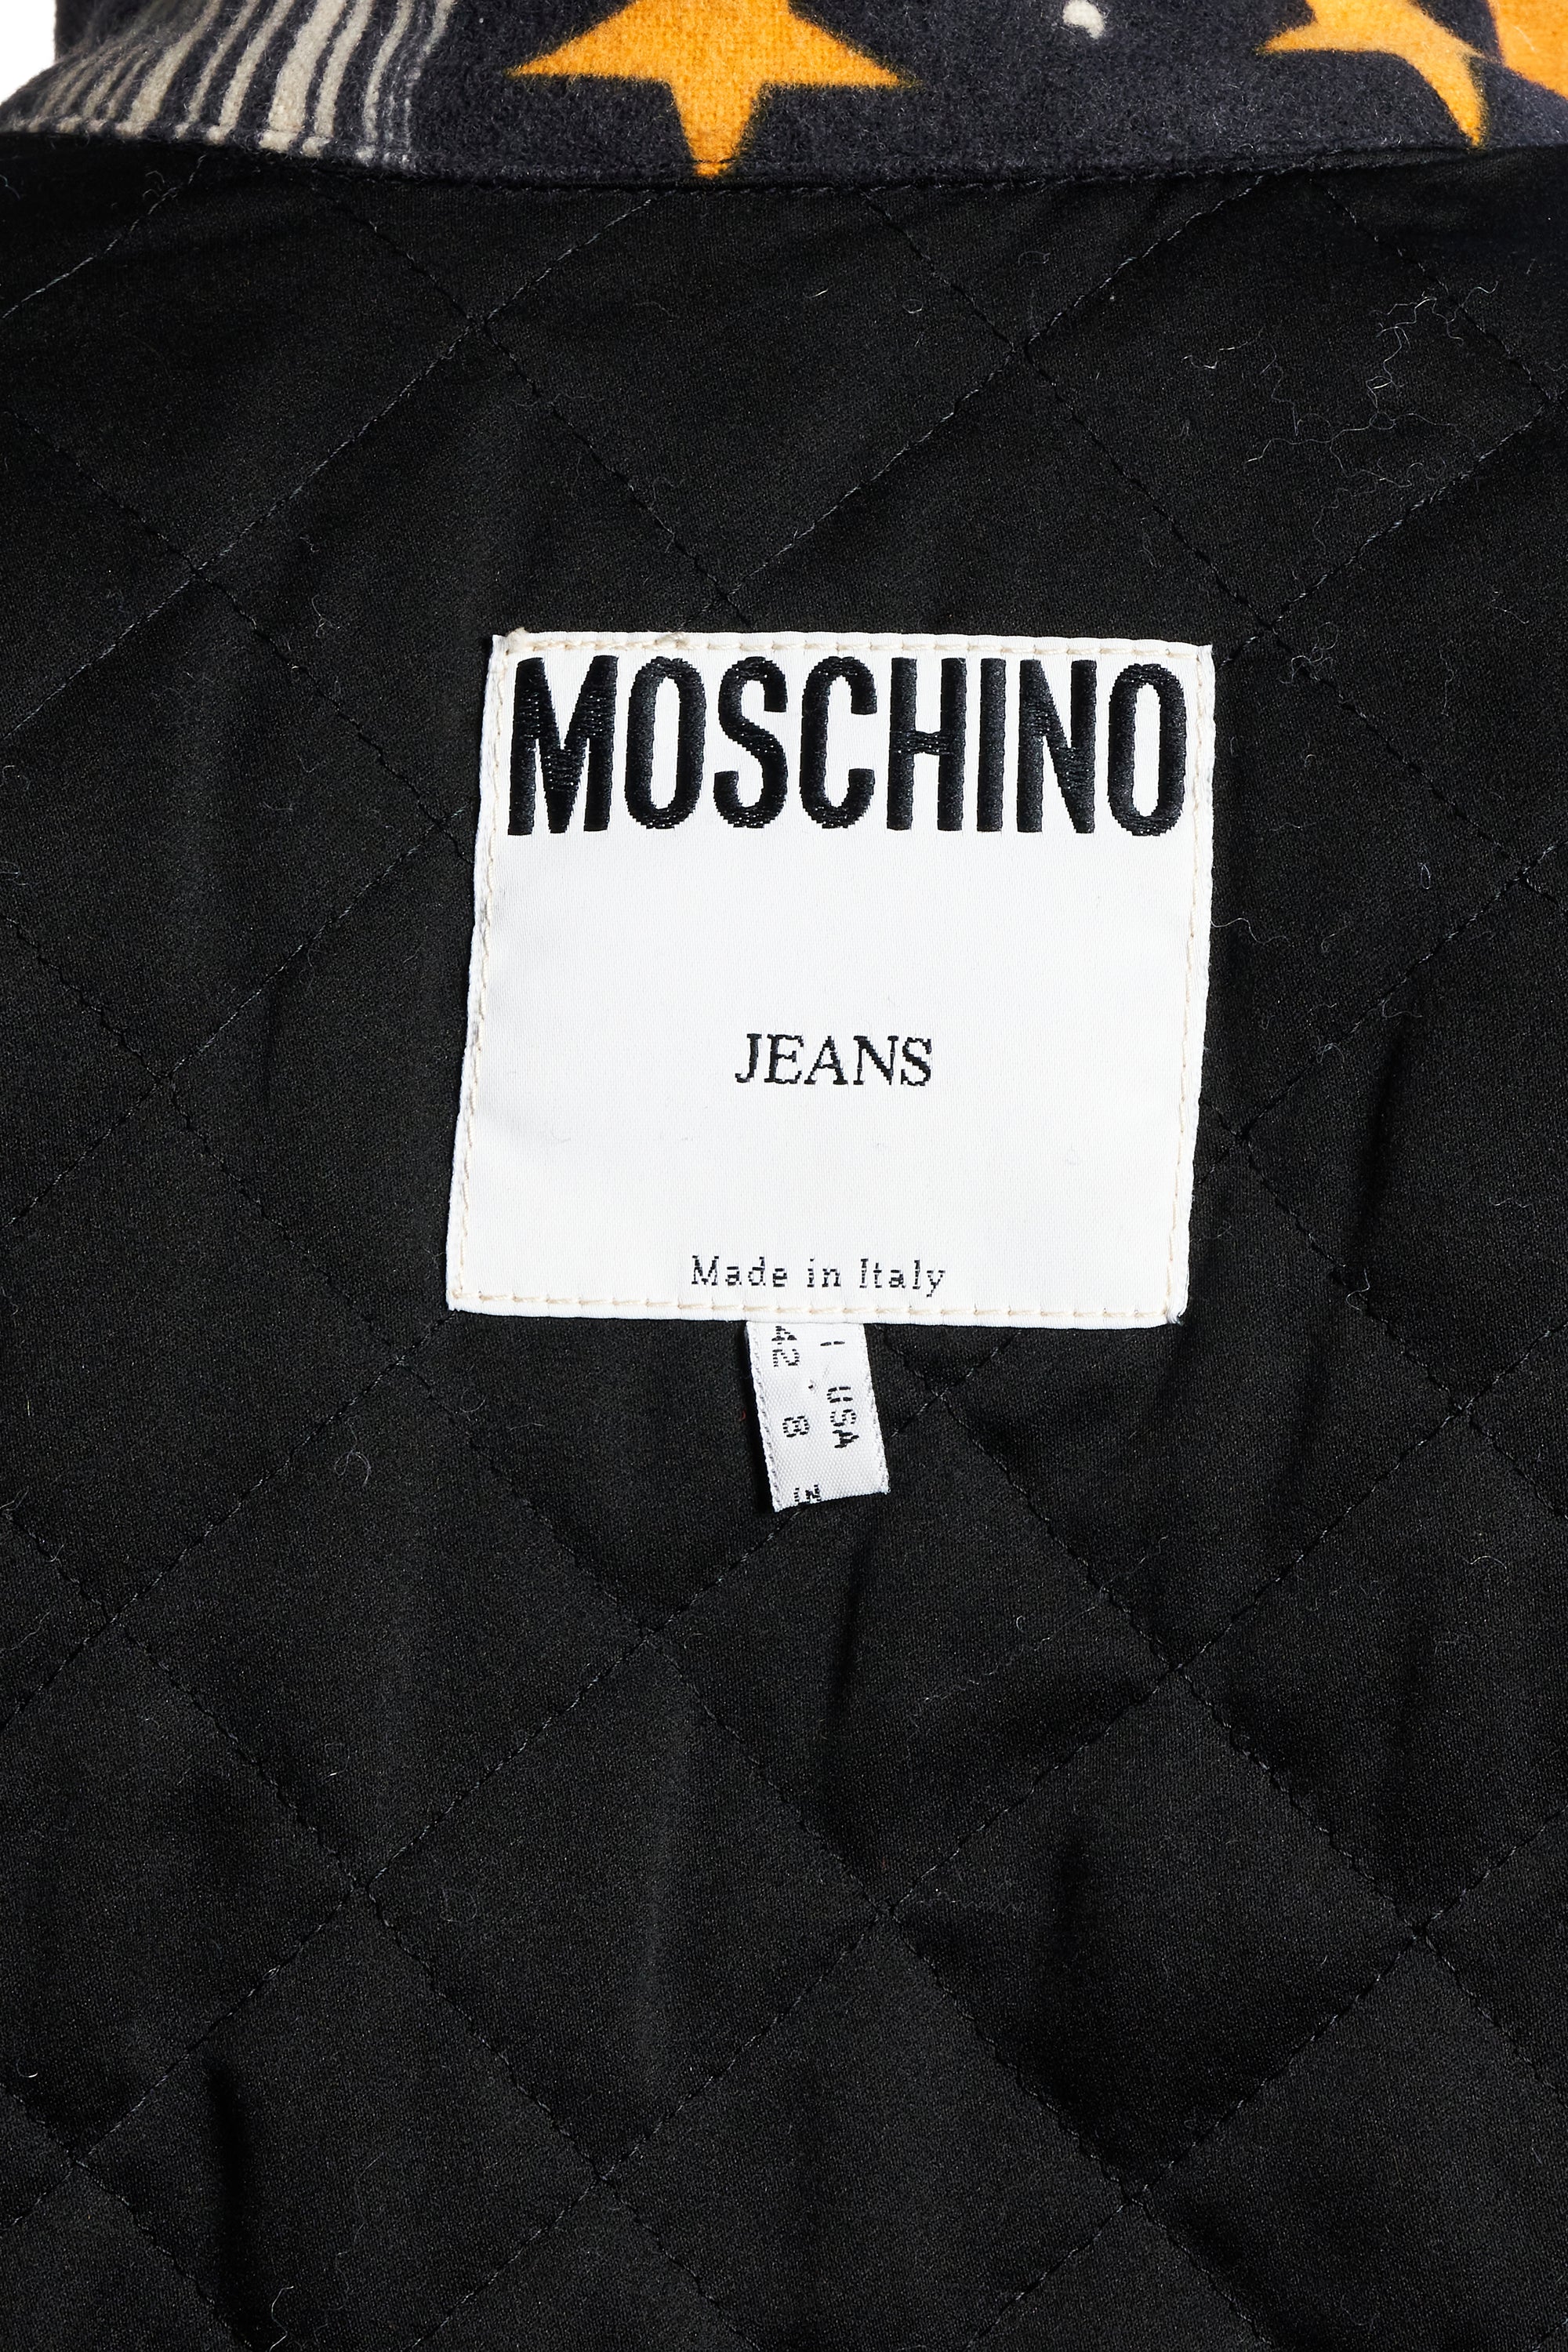 MOSCHINO
JEANS
Made in Italy
I USA
42 8